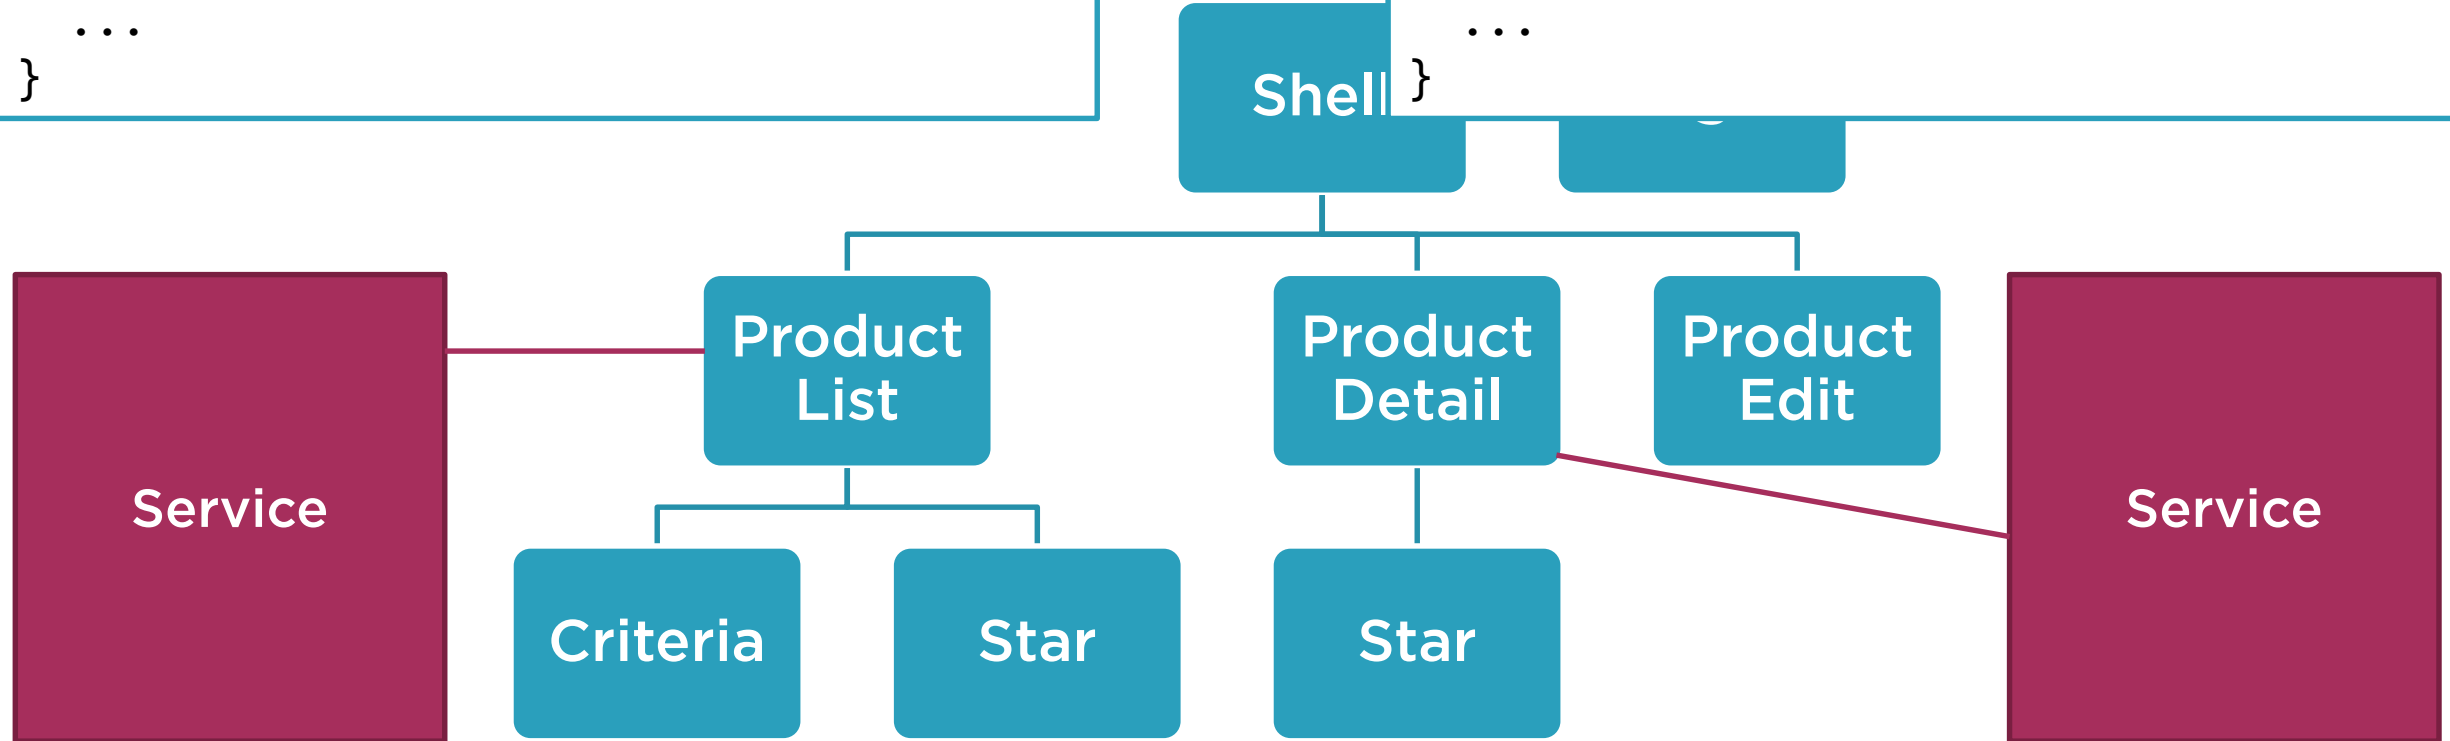 ...
}
...
}
Shell
Product
List
Product
Detail
Product
Edit
Service
Service
Criteria
Star
Star